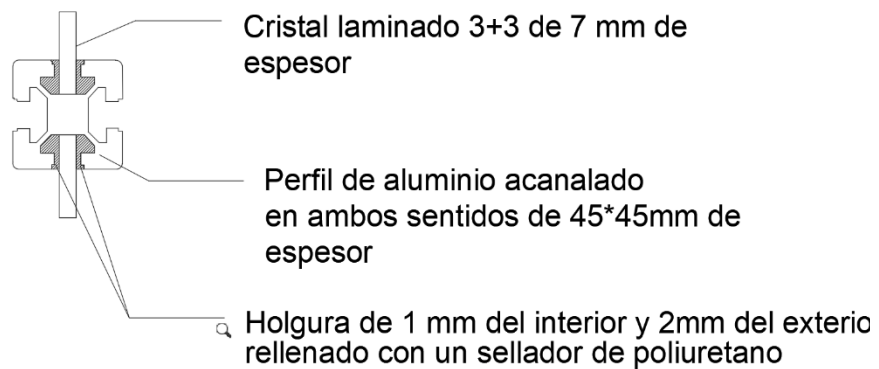 Cristal laminado 3+3 de 7 mm de
espesor
Perfil de aluminio acanalado
en ambos sentidos de 45*45mm de
espesor
Holgura de 1 mm del interior y 2mm del exterio
rellenado con un sellador de poliuretano